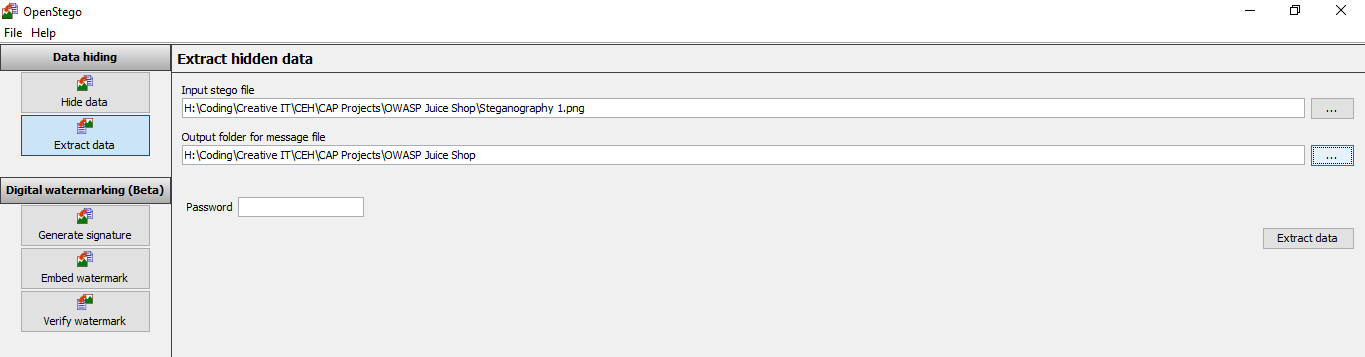 OpenStego
File Help
Data hiding
Hide data
Extract data
Digital watermarking (Beta)
Generate signature
Embed watermark
Verify watermark
Extract hidden data
Input stego file
H:\Coding\Creative IT\CEH\CAP Projects\OWASP Juice Shop\Steganography 1.png
...
Output folder for message file
H:\Coding\Creative IT\CEH\CAP Projects\OWASP Juice Shop
...
Password
Extract data